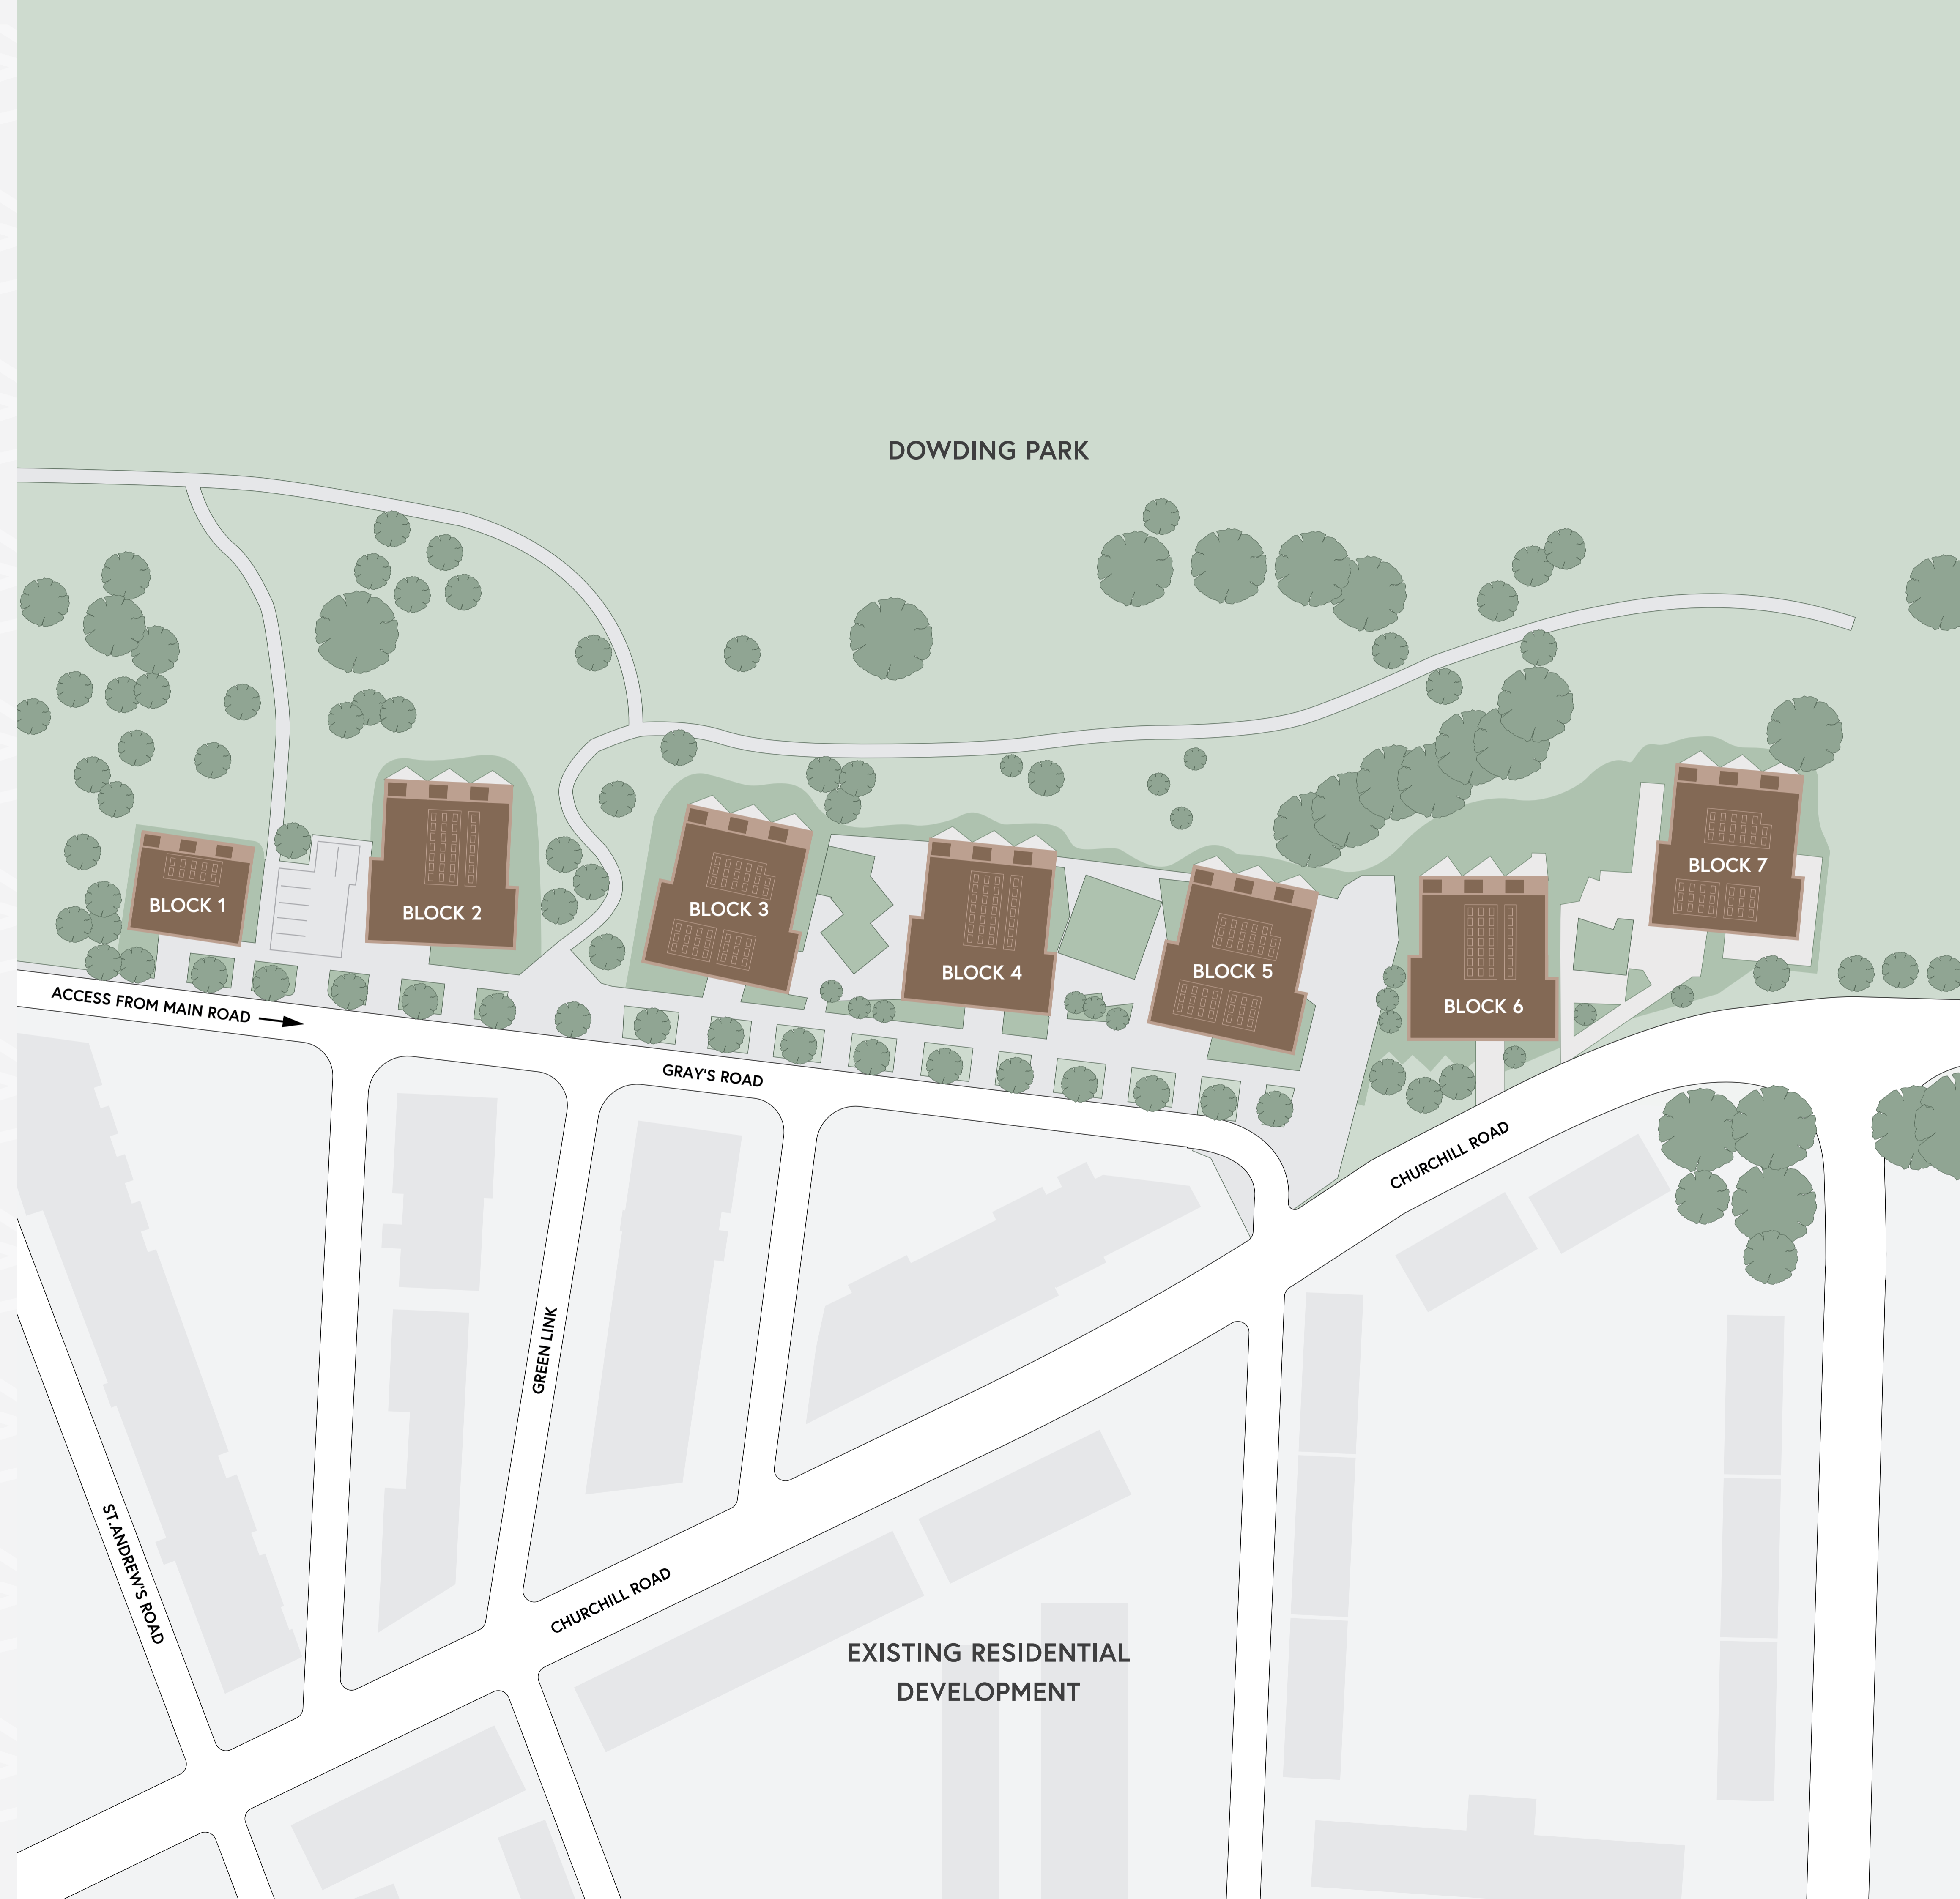 DOWDING PARK
BLOCK 7
BLOCK 1
BLOCK 2
BLOCK 3
BLOCK 4
BLOCK 5
BLOCK 6
ACCESS FROM MAIN ROAD
GRAY'S ROAD
CHURCHILL ROAD
GREEN LINK
ST.ANDREW'S ROAD
CHURCHILL ROAD
EXISTING RESIDENTIAL
DEVELOPMENT